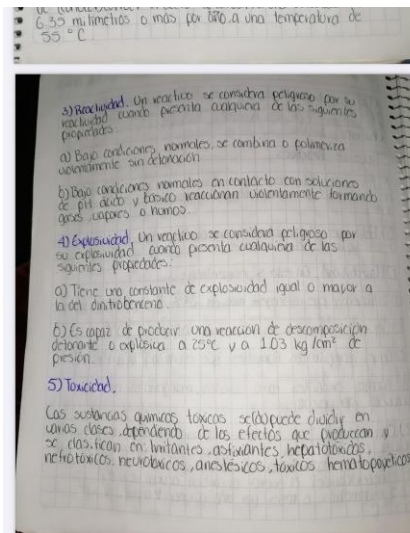 6.35 milimetros o más por año a una temperatura de
55 °C
3) Reactividad. Un reactivo se considera peligroso por su
reactividad cuando presenta cualquiera de las siguientes
propiedades
a) Bajo condiciones normales, se combina o polimeriza
violentamente sin detonación
b) Bajo condiciones normales en contacto con soluciones
de pH ácido y básico reaccionan violentamente formando
gases, vapores o humos.
4) Explosividad. Un reactivo se considera peligroso por
su explosividad cuando presenta cualquiera de las
siguientes propiedades.
a) Tiene una constante de explosividad igual o mayor a
la del dinitrobenceno.
b) Es capaz de producir una reacción de descomposición
detonante o explosiva a 25°C y a 1.03 kg/cm² de
presión.
5) Toxicidad.
Las sustancias químicas tóxicas se puede dividir en
varias clases, dependiendo de los efectos que produzcan y
se clasifican en Irritantes, asfixiantes, hepatotóxicos,
nefrotóxicos, neurotóxicos, anestésicos, tóxicos hematopoyéticos